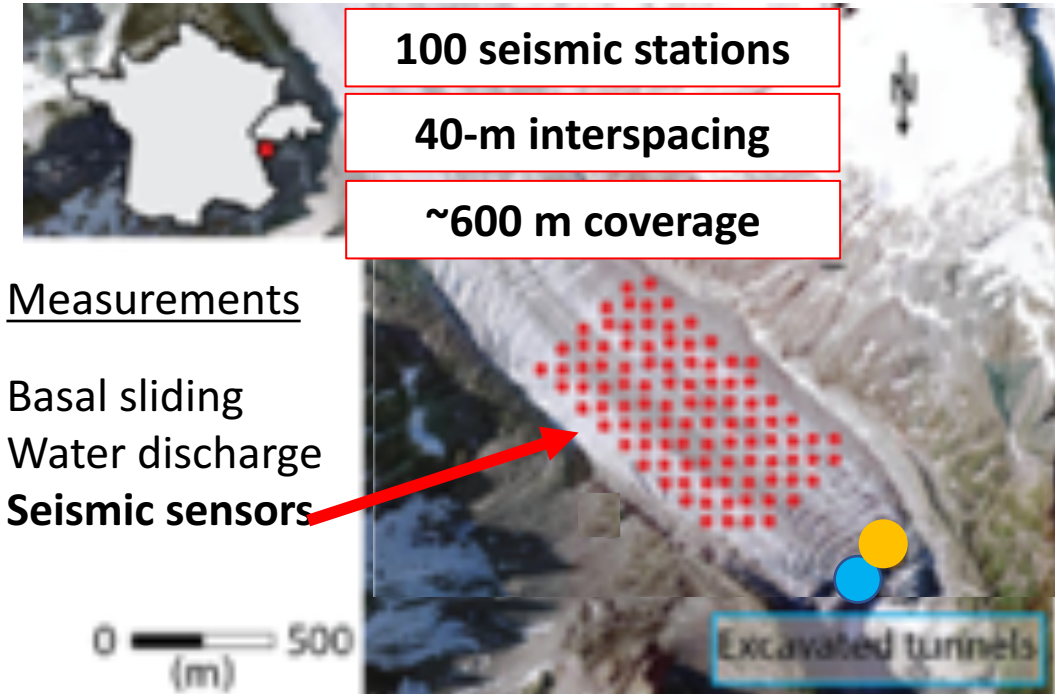 100 seismic stations
40-m interspacing
~600 m coverage
N
Measurements
Basal sliding
Water discharge
Seismic sensors
0 500
(m)
Excavated tunnels